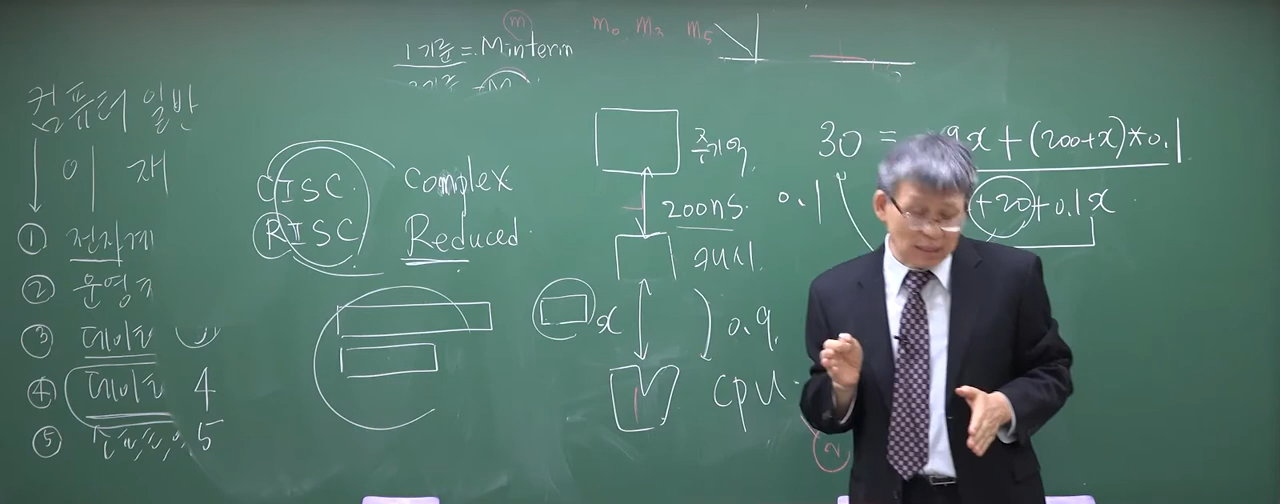 m
m₀ m₂ m₅
1 기준 = Minterm
컴퓨터 일반
이 재
① 전자계
② 운영
③ 데이터
④ 데이터 4
⑤ 5
CISC. Complex
RISC Reduced.
주기억
200ns.
캐시
x 0.9
CPU
30 = 9x + (200+x)*0.1
0.1 +20 + 0.1x
2